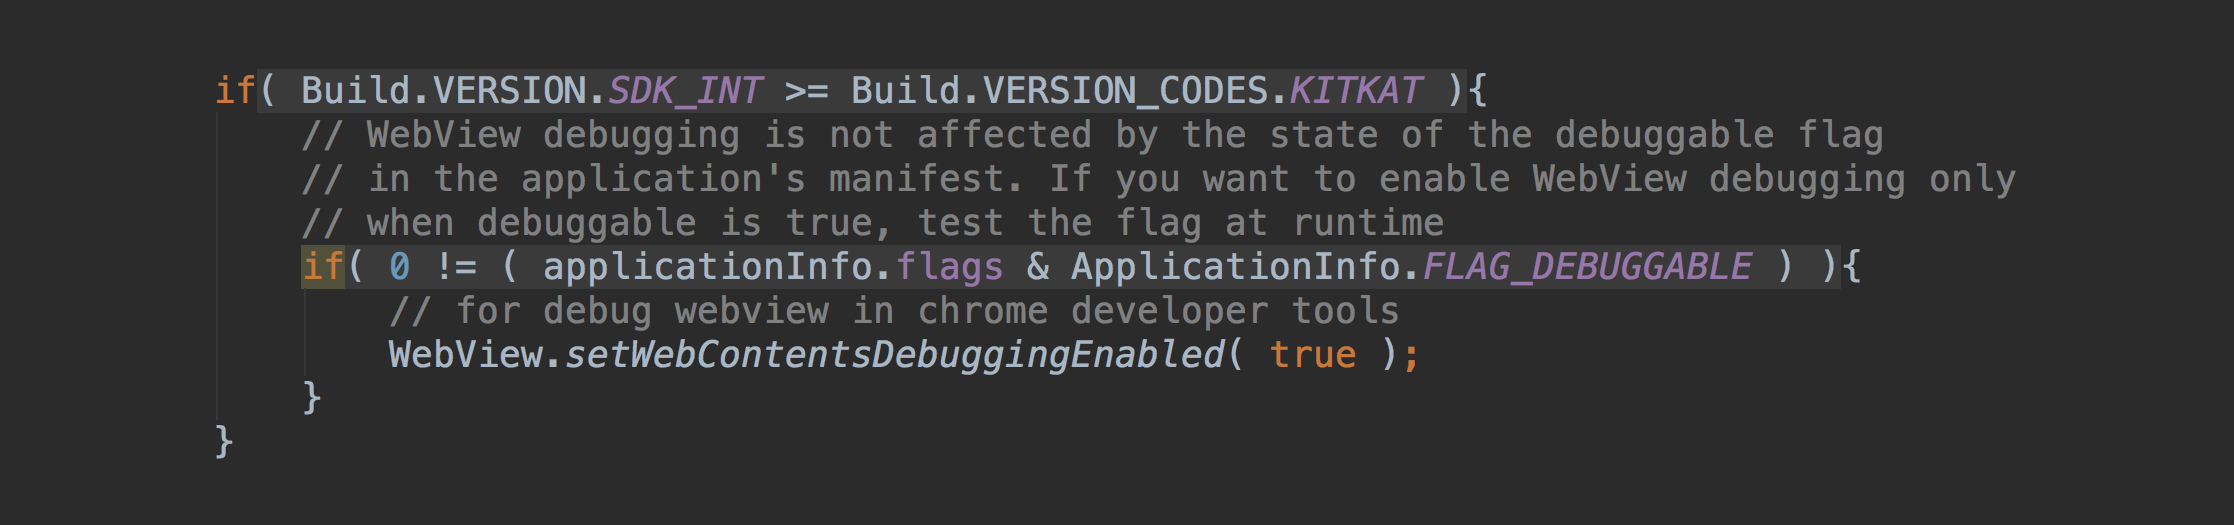 if( Build.VERSION.SDK_INT >= Build.VERSION_CODES.KITKAT ){
// WebView debugging is not affected by the state of the debuggable flag
// in the application's manifest. If you want to enable WebView debugging only
// when debuggable is true, test the flag at runtime
if( 0 != ( applicationInfo.flags & ApplicationInfo.FLAG_DEBUGGABLE ) ){
// for debug webview in chrome developer tools
WebView.setWebContentsDebuggingEnabled( true );
}
}